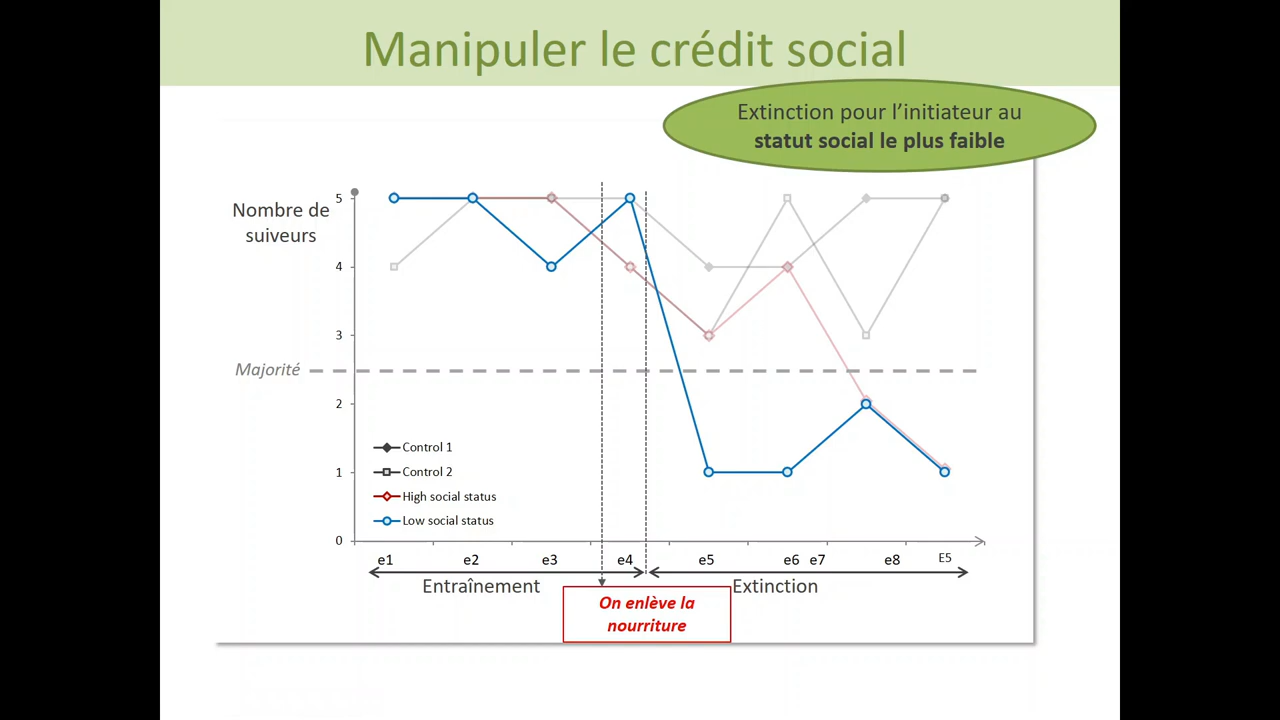 Manipuler le crédit social
Extinction pour l’initiateur au
statut social le plus faible
Nombre de
suiveurs
5
4
3
Majorité
2
1
0
Control 1
Control 2
High social status
Low social status
e1 e2 e3 e4 e5 e6 e7 e8 E5
Entraînement Extinction
On enlève la
nourriture